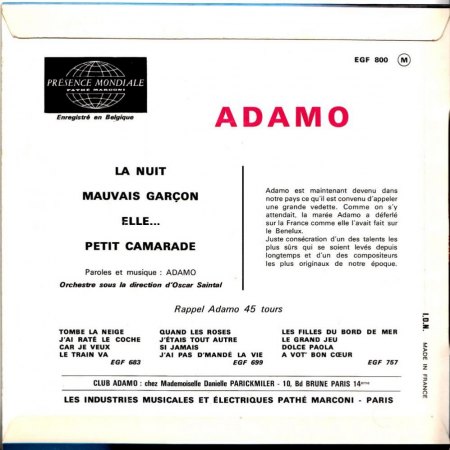 EGF 800 M
PRÉSENCE MONDIALE
PATHÉ MARCONI
Enregistré en Belgique
ADAMO
LA NUIT
MAUVAIS GARÇON
ELLE...
PETIT CAMARADE
Paroles et musique : ADAMO
Orchestre sous la direction d'Oscar Saintal
Adamo est maintenant devenu dans
notre pays ce qu'il est convenu d'appeler
une grande vedette. Comme on s'y
attendait, la marée Adamo a déferlé
sur la France comme elle l'avait fait sur
le Benelux.
Juste consécration d'un des talents les
plus sûrs qui se soient levés depuis
longtemps et d'un des compositeurs
les plus originaux de notre époque.
Rappel Adamo 45 tours
TOMBE LA NEIGE
J'AI RATÉ LE COCHE
CAR JE VEUX
LE TRAIN VA
EGF 683
QUAND LES ROSES
J'ÉTAIS TOUT AUTRE
SI JAMAIS
J'AI PAS D'MANDÉ LA VIE
EGF 699
LES FILLES DU BORD DE MER
LE GRAND JEU
DOLCE PAOLA
A VOT' BON CŒUR
EGF 757
CLUB ADAMO : chez Mademoiselle Danielle PARICKMILER - 10, Bd BRUNE PARIS 14ème
LES INDUSTRIES MUSICALES ET ÉLECTRIQUES PATHÉ MARCONI - PARIS
I.D.N.
MADE IN FRANCE